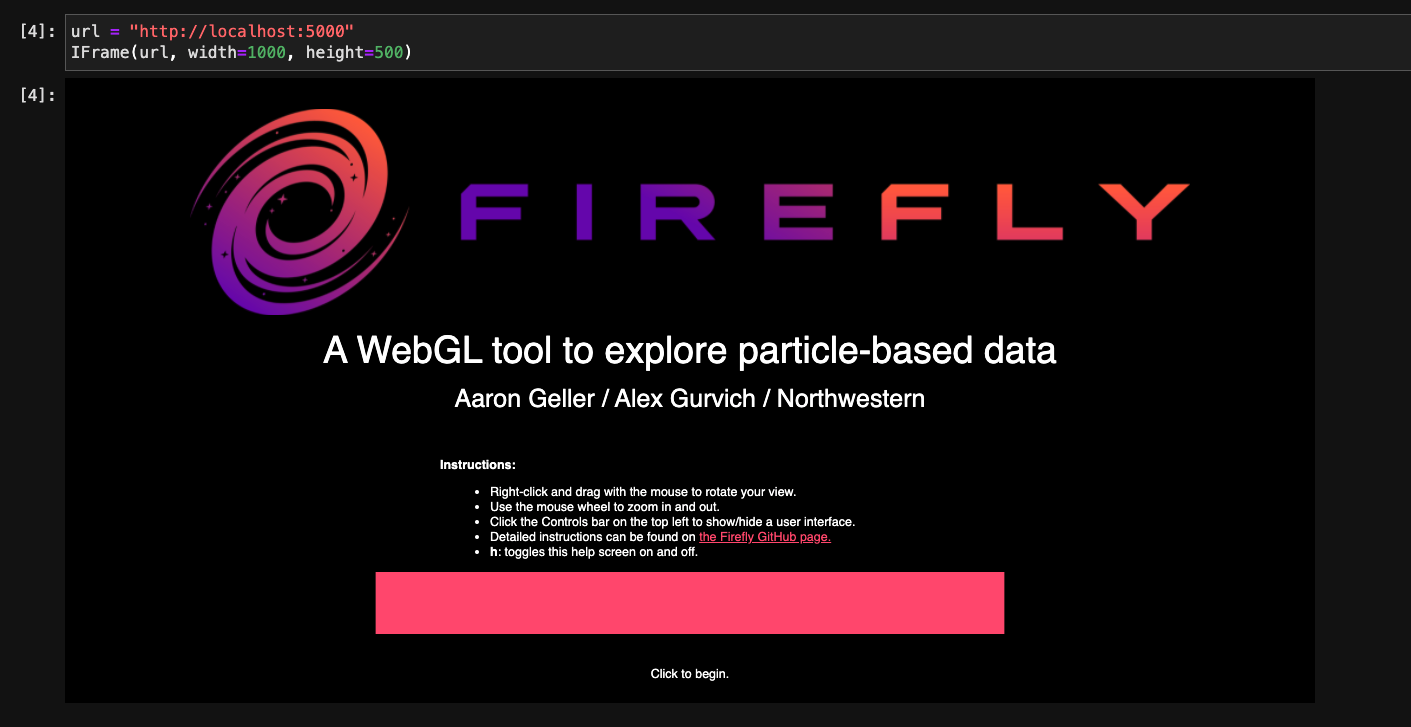 [4]: url = "http://localhost:5000"
IFrame(url, width=1000, height=500)
[4]:
FIREFLY
A WebGL tool to explore particle-based data
Aaron Geller / Alex Gurvich / Northwestern
Instructions:
• Right-click and drag with the mouse to rotate your view.
• Use the mouse wheel to zoom in and out.
• Click the Controls bar on the top left to show/hide a user interface.
• Detailed instructions can be found on the Firefly GitHub page.
• h: toggles this help screen on and off.
Click to begin.